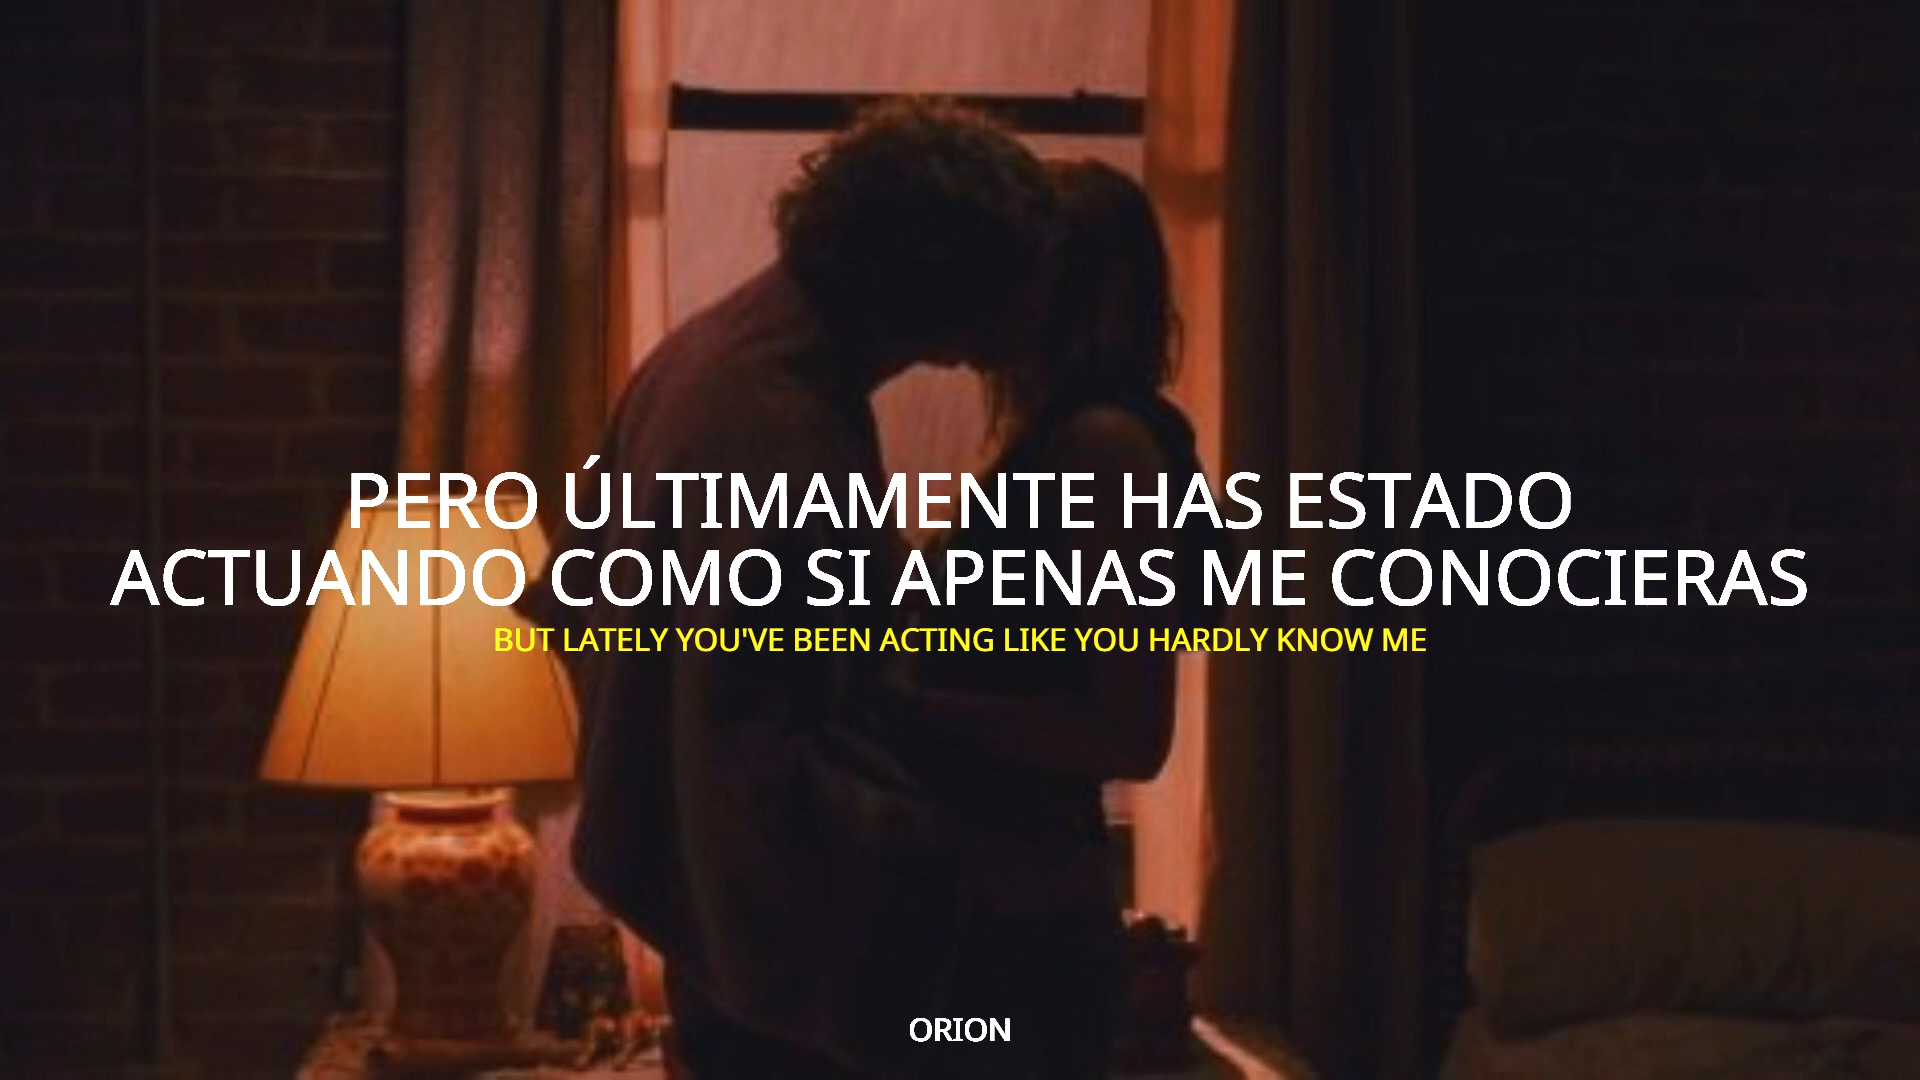 PERO ÚLTIMAMENTE HAS ESTADO
ACTUANDO COMO SI APENAS ME CONOCIERAS
BUT LATELY YOU'VE BEEN ACTING LIKE YOU HARDLY KNOW ME
ORION